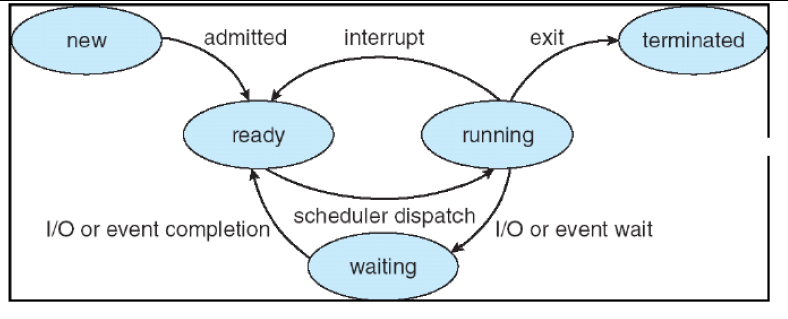 new
admitted
interrupt
exit
terminated
ready
running
scheduler dispatch
I/O or event completion
I/O or event wait
waiting